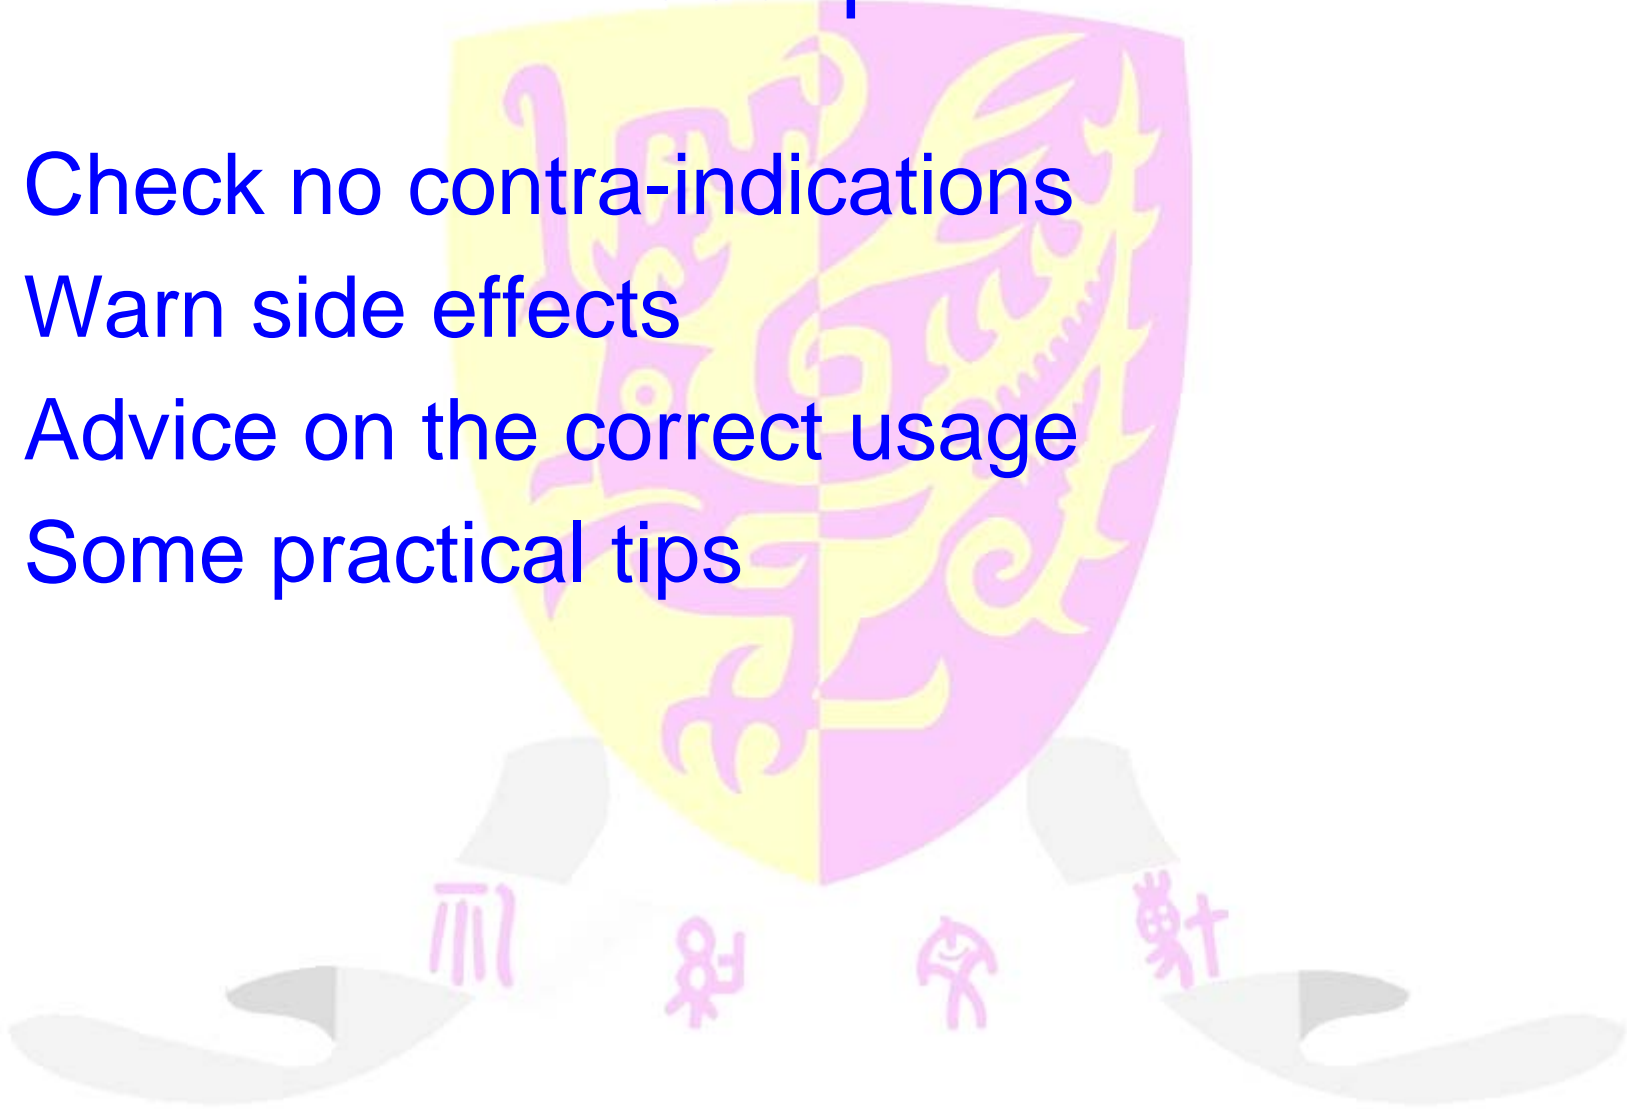 Check no contra-indications
Warn side effects
Advice on the correct usage
Some practical tips